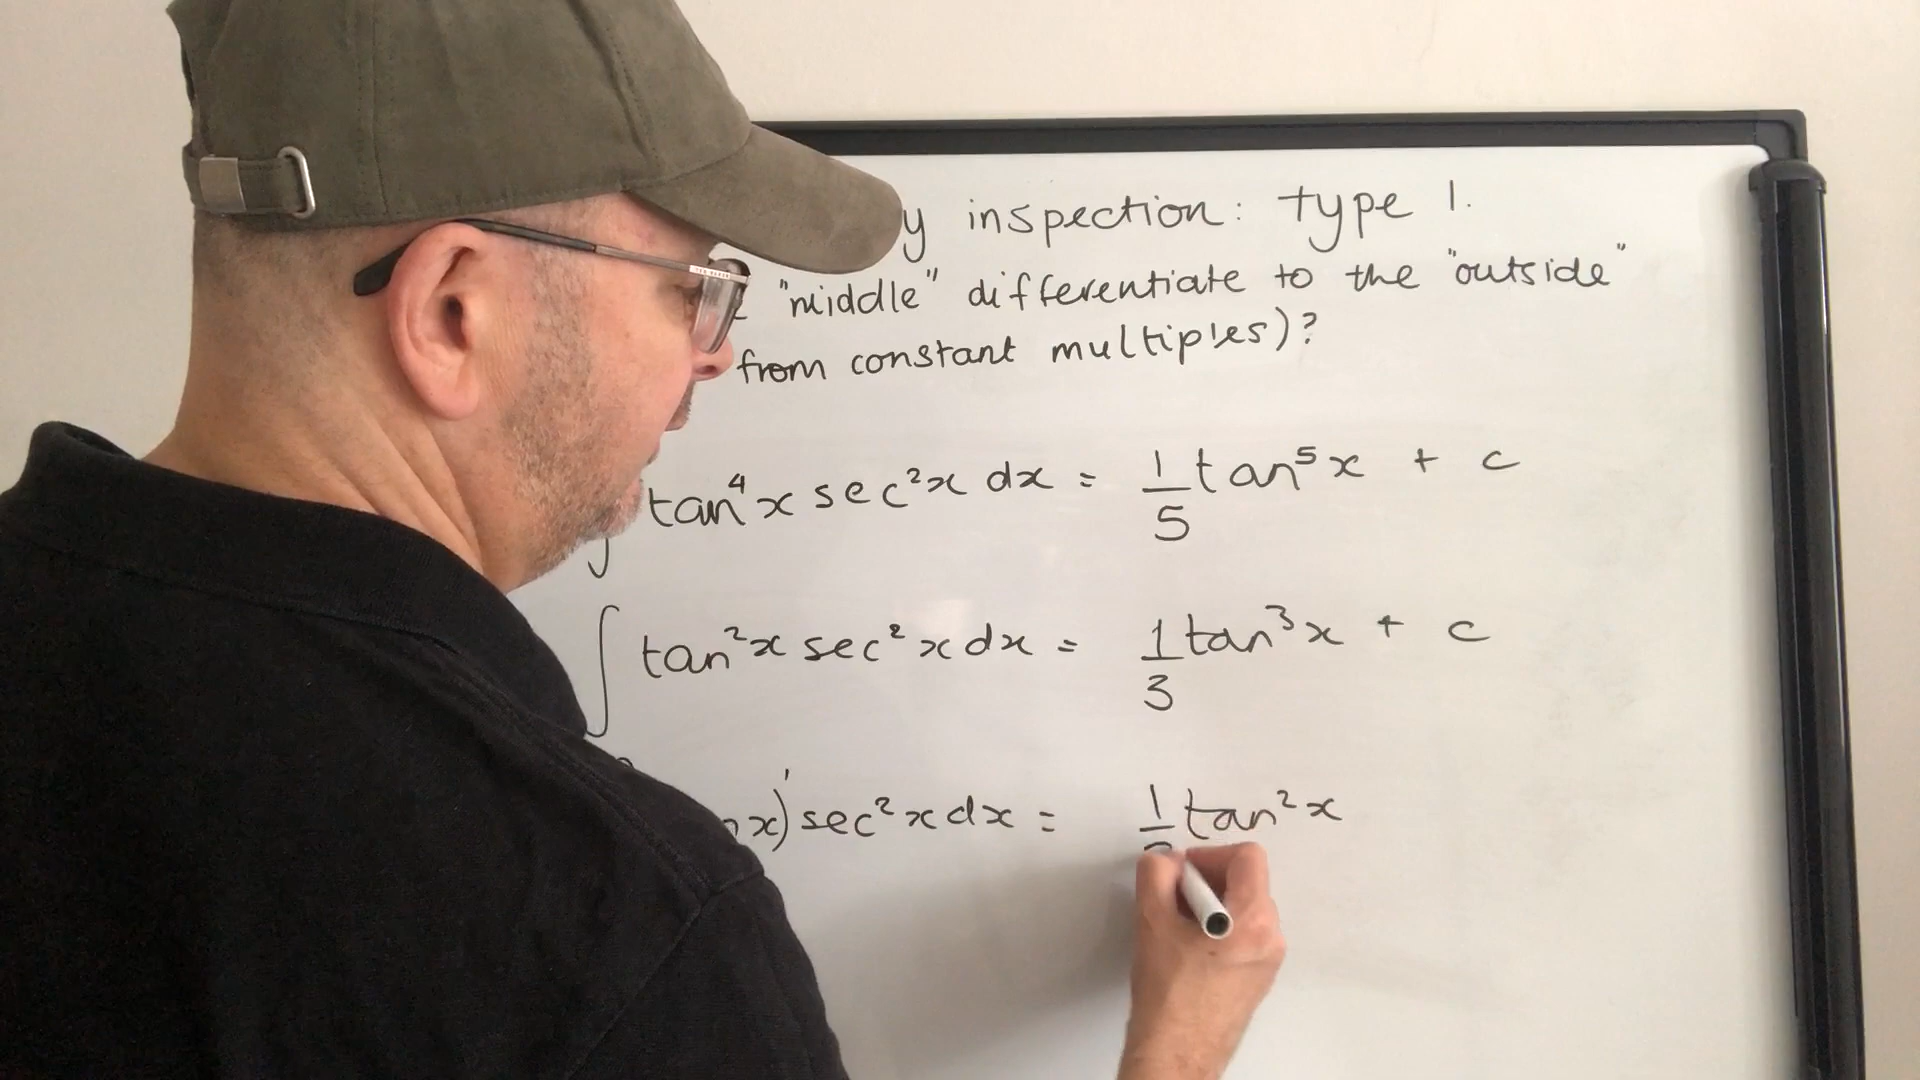 y inspection: type 1.
"middle" differentiate to the "outside"
from constant multiples)?
∫ tan⁴x sec²x dx = 1/5 tan⁵x + c
∫ tan²x sec²x dx = 1/3 tan³x + c
x)' sec²x dx = 1/2 tan²x